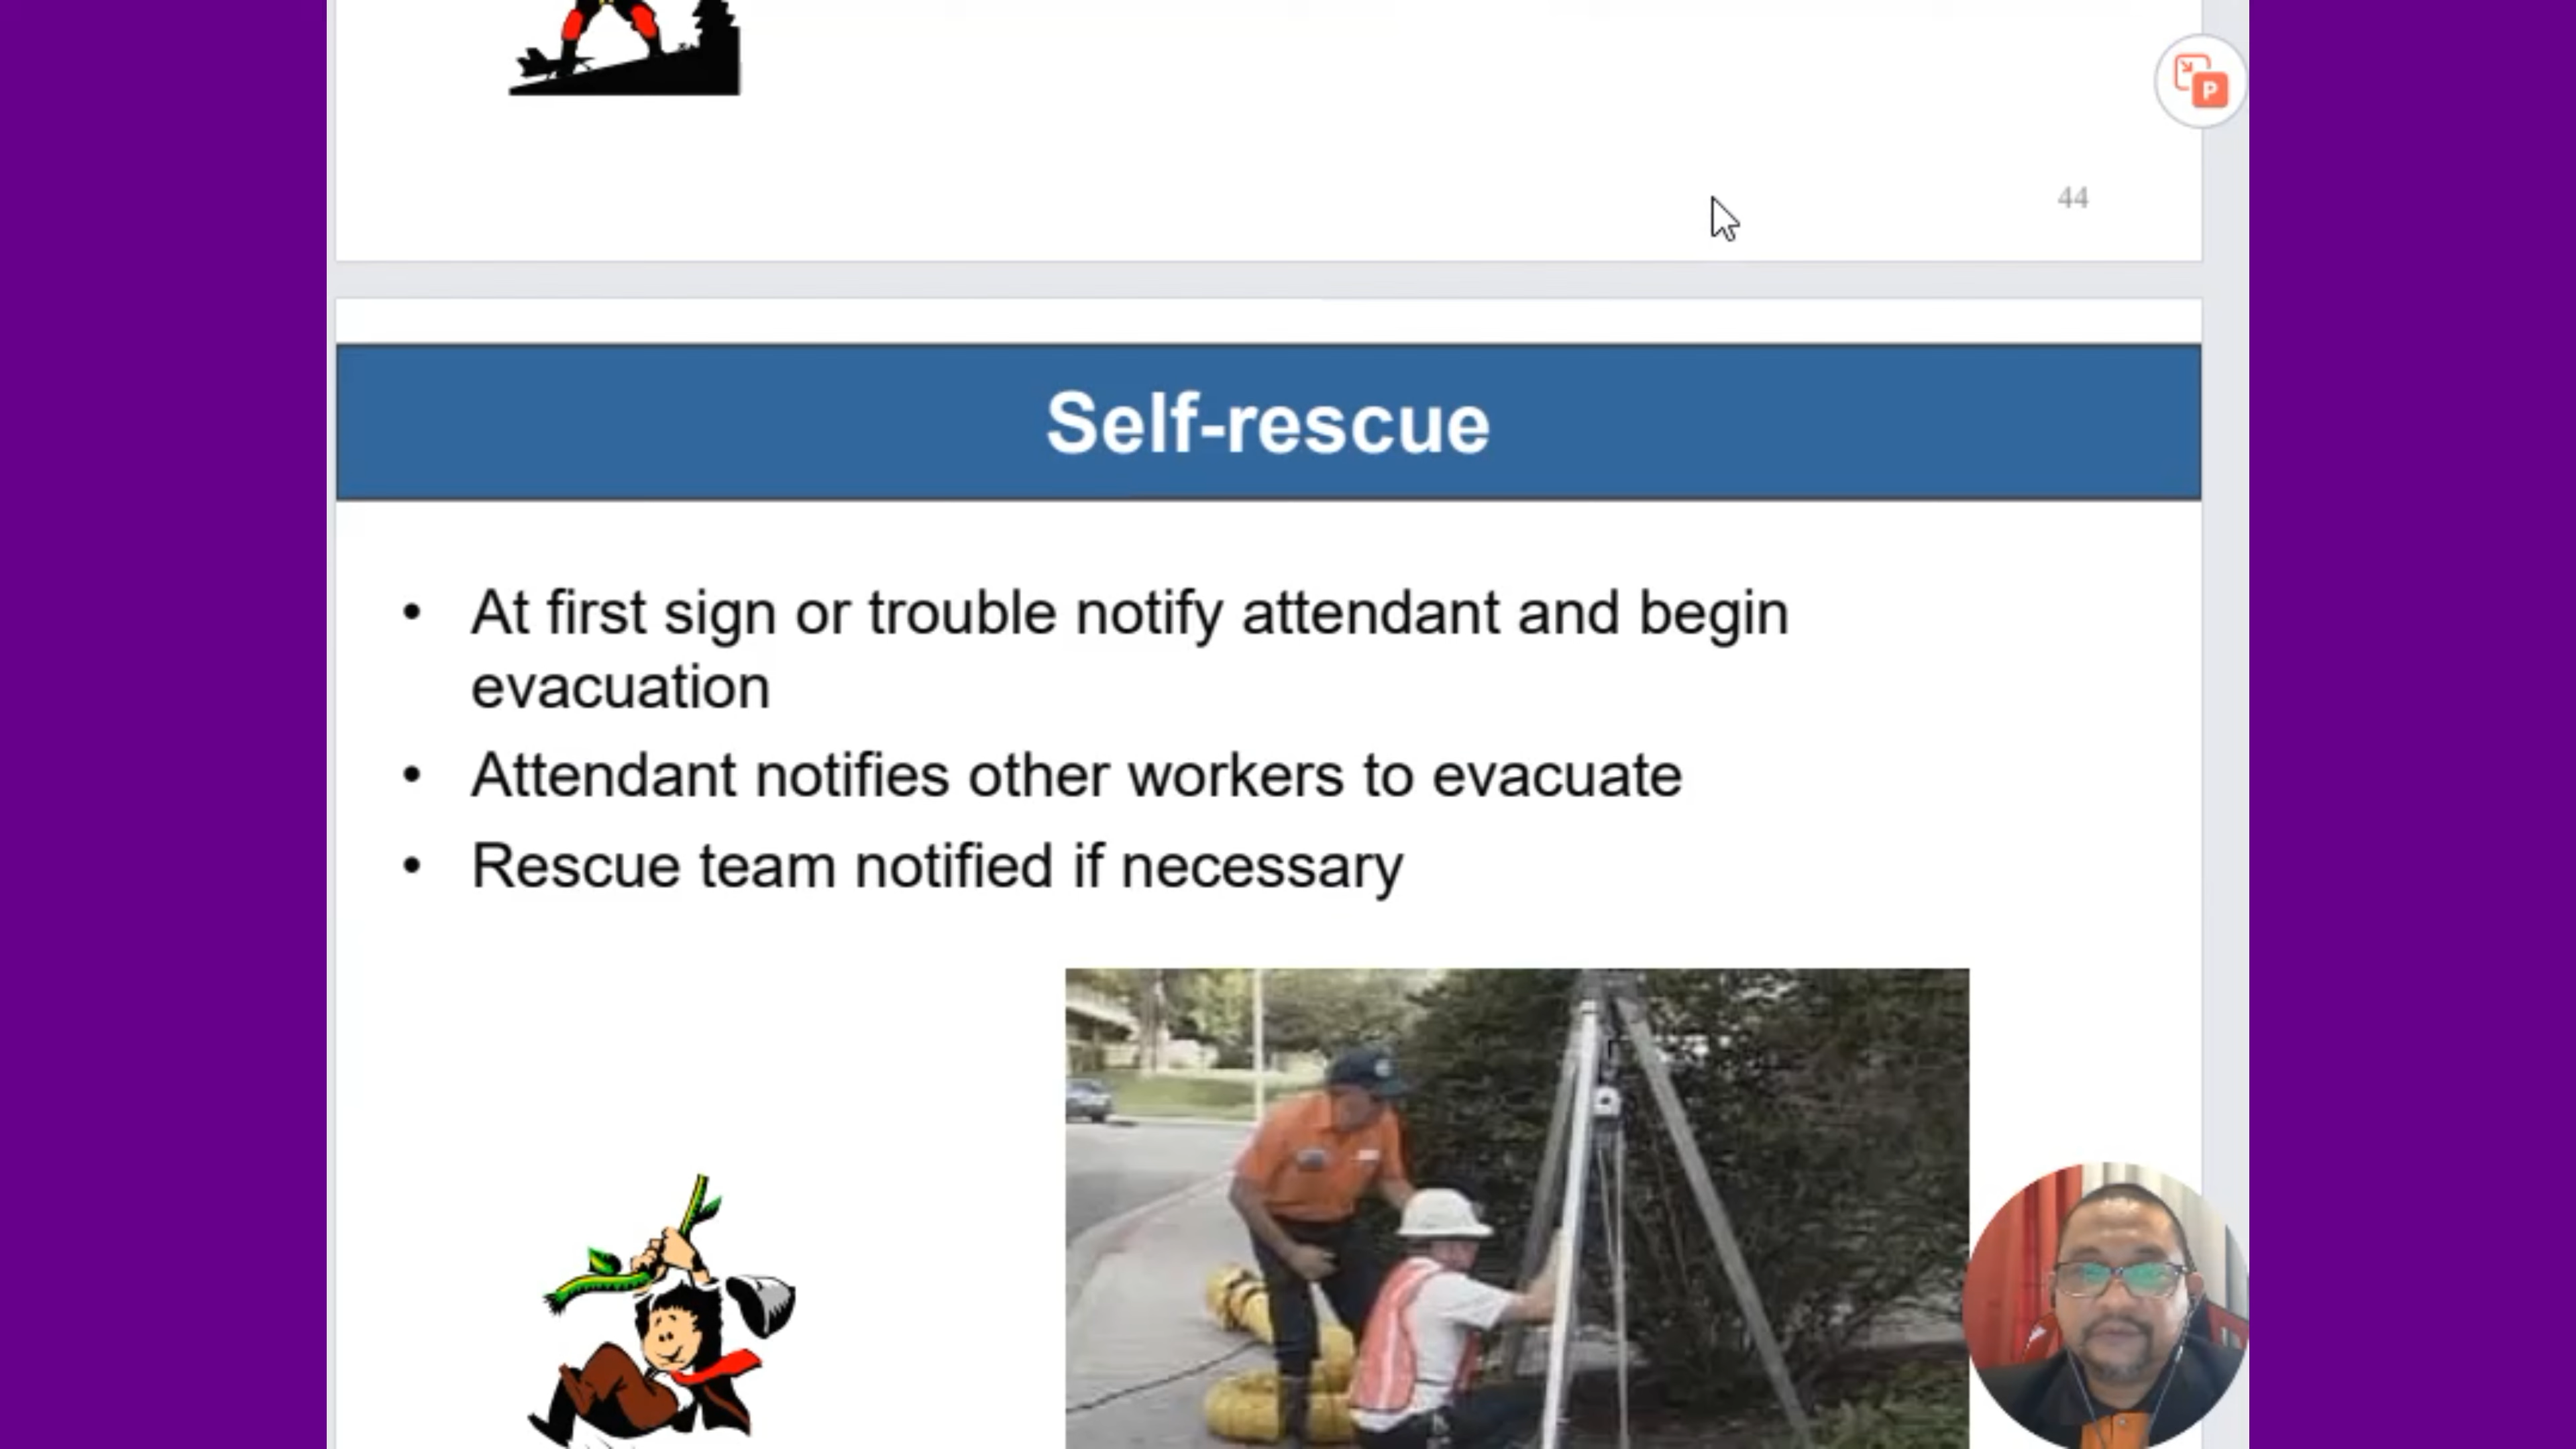 P
44
Self-rescue
• At first sign or trouble notify attendant and begin
evacuation
• Attendant notifies other workers to evacuate
• Rescue team notified if necessary